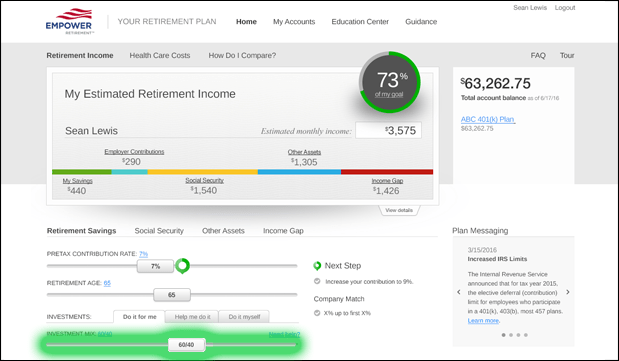 Sean Lewis Logout
EMPOWER
RETIREMENT
YOUR RETIREMENT PLAN Home My Accounts Education Center Guidance
Retirement Income Health Care Costs How Do I Compare? FAQ Tour
73%
of my goal
My Estimated Retirement Income
Sean Lewis Estimated monthly income: $3,575
Employer Contributions
$290
Other Assets
$1,305
My Savings
$440
Social Security
$1,540
Income Gap
$1,426
View details
$63,262.75
Total account balance as of 6/17/16
ABC 401(k) Plan
$63,262.75
Retirement Savings Social Security Other Assets Income Gap
PRETAX CONTRIBUTION RATE: 7%
7%
RETIREMENT AGE: 65
65
INVESTMENTS: Do it for me Help me do it Do it myself
INVESTMENT MIX: 60/40 Need help?
60/40
Next Step
Increase your contribution to 9%.
Company Match
X% up to first X%
Plan Messaging
3/15/2016
Increased IRS Limits
The Internal Revenue Service
announced that for tax year 2015,
the elective deferral (contribution)
limit for employees who participate
in a 401(k), 403(b), most 457 plans.
Learn more.